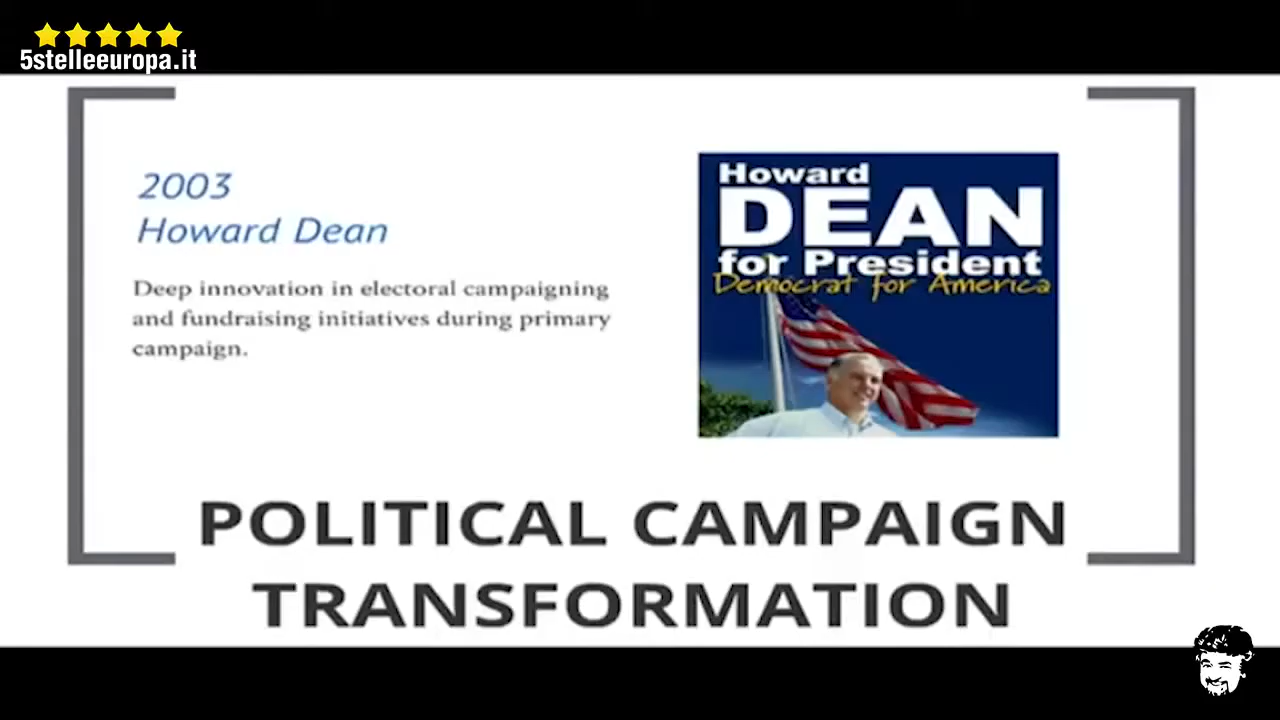 5stelleeuropa.it
2003
Howard Dean
Deep innovation in electoral campaigning
and fundraising initiatives during primary
campaign.
Howard
DEAN
for President
Democrat for America
POLITICAL CAMPAIGN
TRANSFORMATION